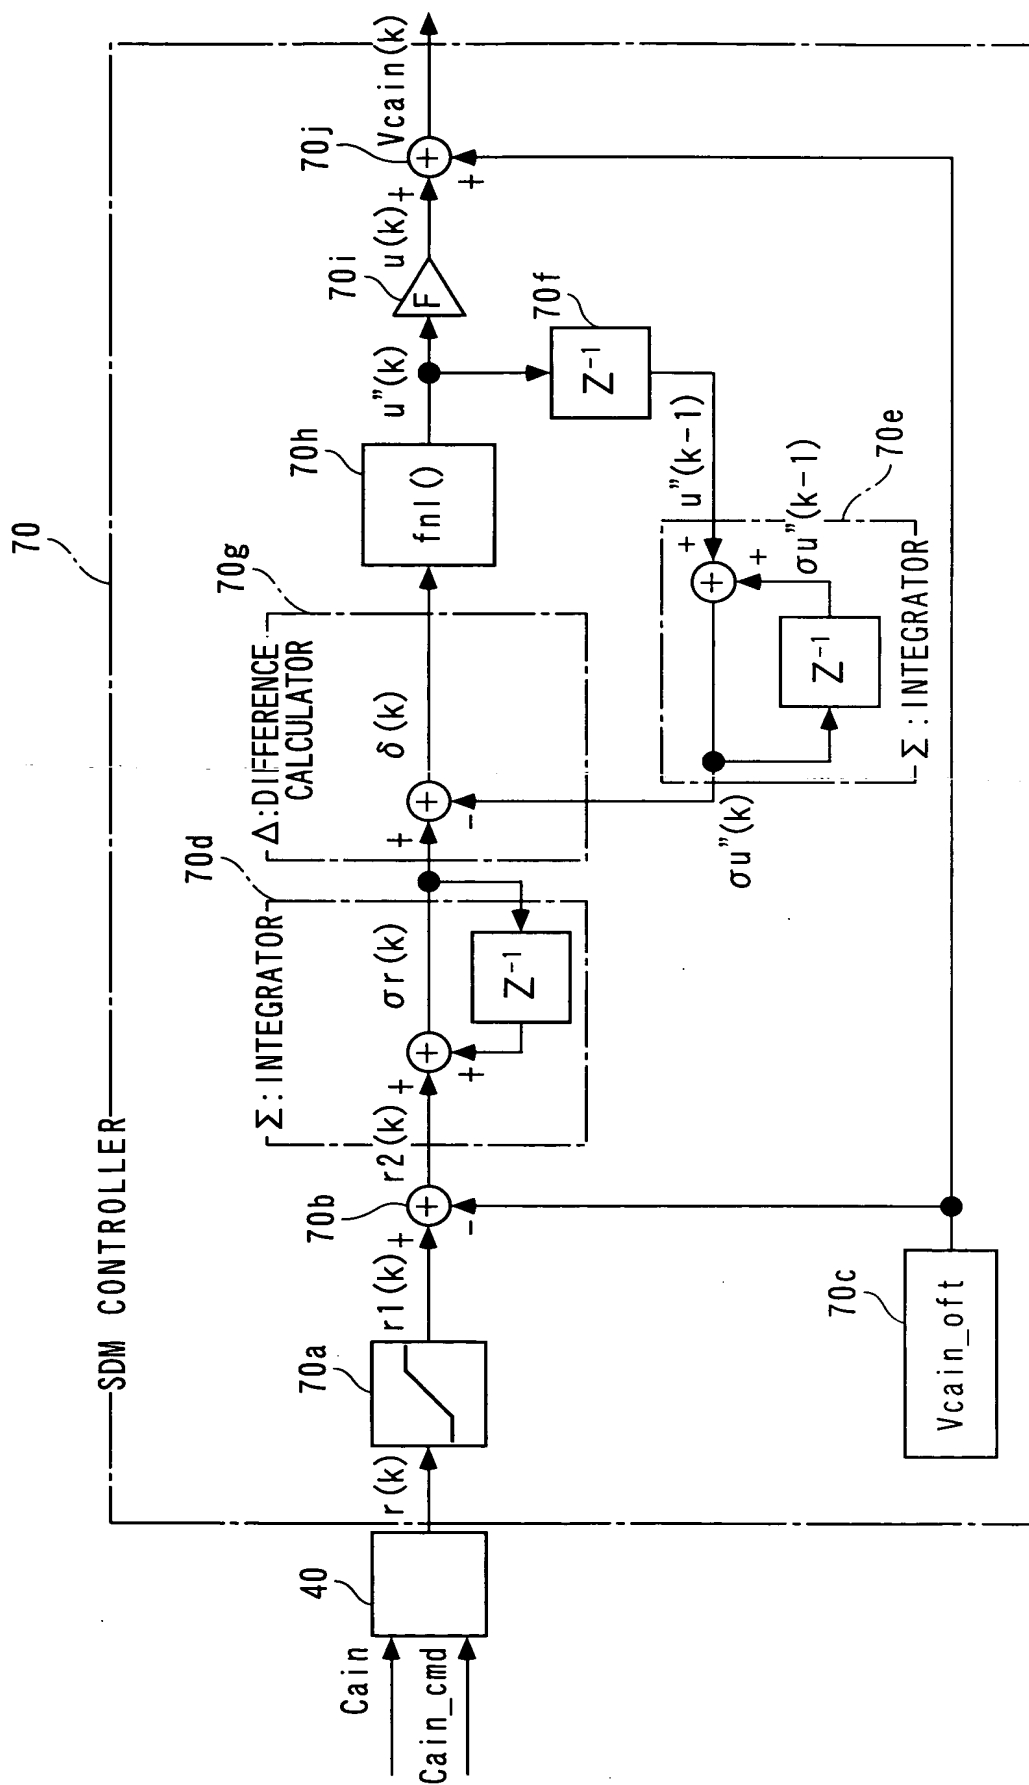 70
SDM CONTROLLER
Cain
Cain_cmd
40
r(k)
70a
r1(k)
+
70b
+
-
r2(k)
Σ:INTEGRATOR
70d
+
+
+
σr(k)
Z⁻¹
Δ:DIFFERENCE
CALCULATOR
70g
+
+
-
δ(k)
70h
fnl()
u"(k)
70i
F
u(k)
+
70j
+
+
Vcain(k)
70f
Z⁻¹
u"(k-1)
70e
+
+
+
σu"(k-1)
Z⁻¹
Σ:INTEGRATOR
σu"(k)
70c
Vcain_oft